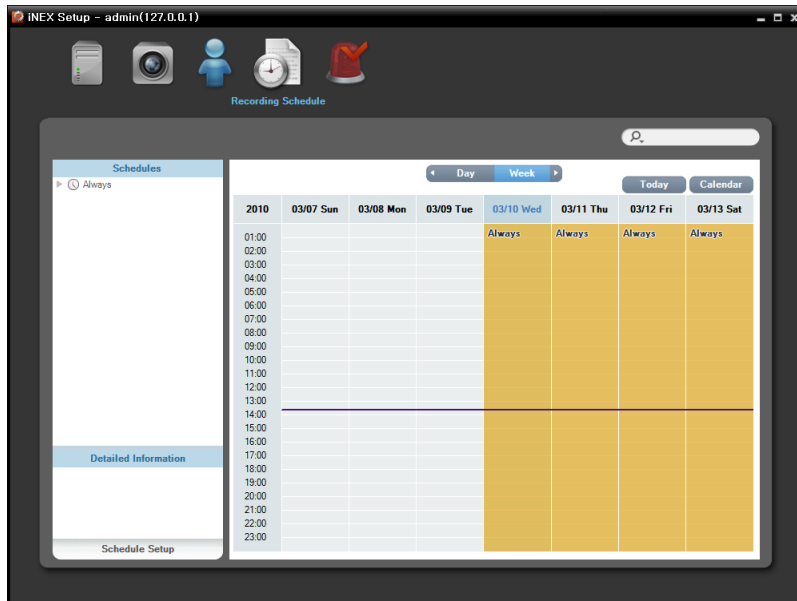 iNEX Setup - admin(127.0.0.1)
Recording Schedule
Schedules
Always
Day
Week
Today
Calendar
2010 03/07 Sun 03/08 Mon 03/09 Tue 03/10 Wed 03/11 Thu 03/12 Fri 03/13 Sat
Always Always Always Always
01:00
02:00
03:00
04:00
05:00
06:00
07:00
08:00
09:00
10:00
11:00
12:00
13:00
14:00
15:00
16:00
17:00
18:00
19:00
20:00
21:00
22:00
23:00
Detailed Information
Schedule Setup